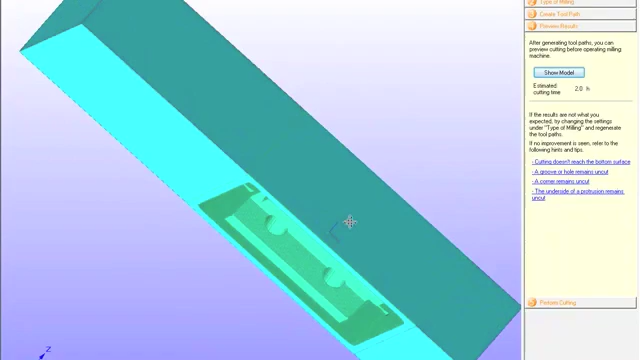 Type of Milling
Create Tool Path
Preview Results
After generating tool paths, you can
preview cutting before operating milling
machine.
Show Model
Estimated
cutting time
2.0 h
If the results are not what you
expected, try changing the settings
under "Type of Milling" and regenerate
the tool paths.
If no improvement is seen, refer to the
following hints and tips.
- Cutting doesn't reach the bottom surface
- A groove or hole remains uncut
- A corner remains uncut
- The underside of a protrusion remains
uncut
Perform Cutting
Z